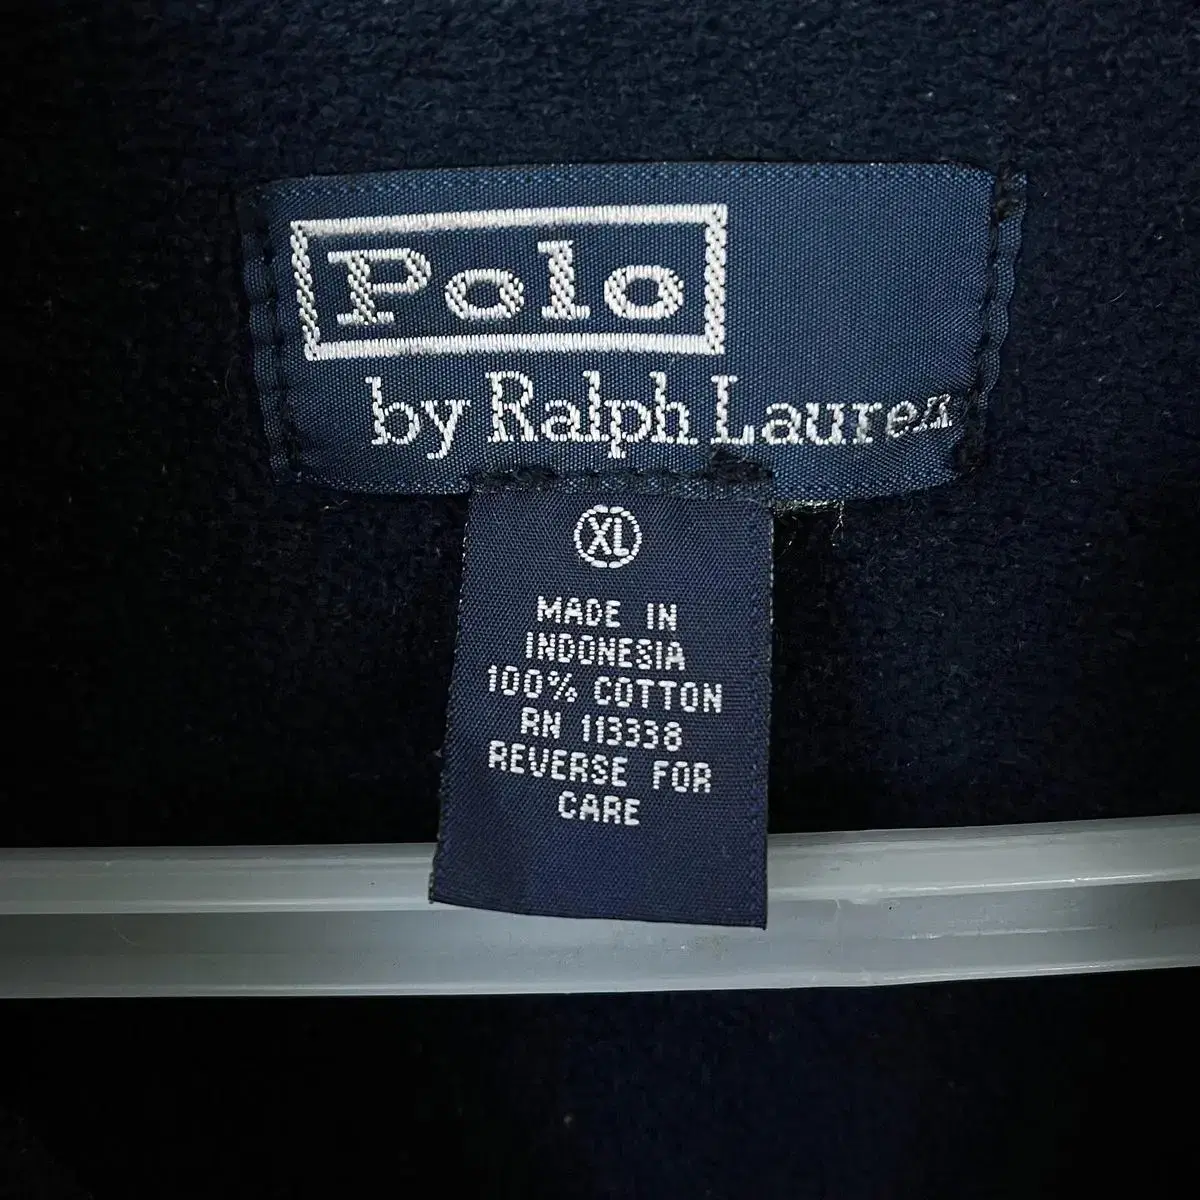 Polo
by Ralph Lauren
XL
MADE IN
INDONESIA
100% COTTON
RN 113338
REVERSE FOR
CARE